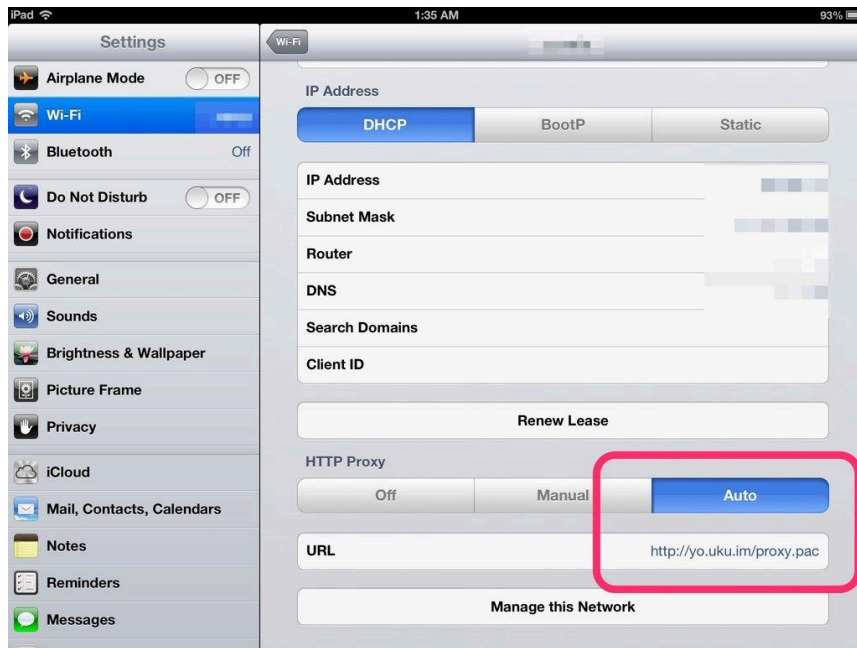 iPad 1:35 AM 93%
Settings
Wi-Fi
Airplane Mode OFF
Wi-Fi
Bluetooth Off
Do Not Disturb OFF
Notifications
General
Sounds
Brightness & Wallpaper
Picture Frame
Privacy
iCloud
Mail, Contacts, Calendars
Notes
Reminders
Messages
IP Address
DHCP BootP Static
IP Address
Subnet Mask
Router
DNS
Search Domains
Client ID
Renew Lease
HTTP Proxy
Off Manual Auto
URL http://yo.uku.im/proxy.pac
Manage this Network